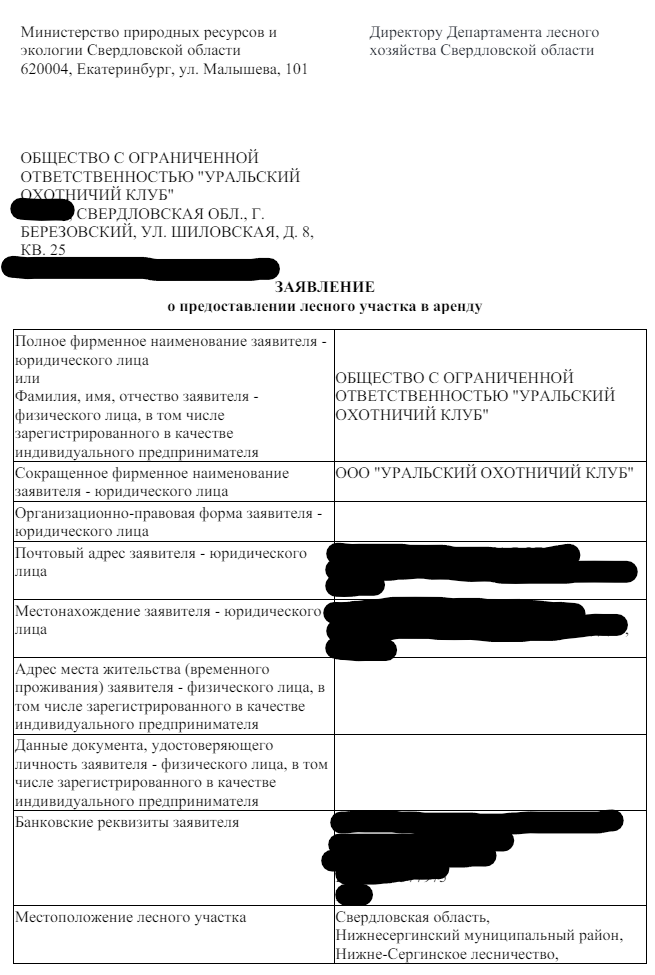 Министерство природных ресурсов и
экологии Свердловской области
620004, Екатеринбург, ул. Малышева, 101
Директору Департамента лесного
хозяйства Свердловской области
ОБЩЕСТВО С ОГРАНИЧЕННОЙ
ОТВЕТСТВЕННОСТЬЮ "УРАЛЬСКИЙ
ОХОТНИЧИЙ КЛУБ"
СВЕРДЛОВСКАЯ ОБЛ., Г.
БЕРЕЗОВСКИЙ, УЛ. ШИЛОВСКАЯ, Д. 8,
КВ. 25
ЗАЯВЛЕНИЕ
о предоставлении лесного участка в аренду
Полное фирменное наименование заявителя -
юридического лица
или
Фамилия, имя, отчество заявителя -
физического лица, в том числе
зарегистрированного в качестве
индивидуального предпринимателя
ОБЩЕСТВО С ОГРАНИЧЕННОЙ
ОТВЕТСТВЕННОСТЬЮ "УРАЛЬСКИЙ
ОХОТНИЧИЙ КЛУБ"
Сокращенное фирменное наименование
заявителя - юридического лица
ООО "УРАЛЬСКИЙ ОХОТНИЧИЙ КЛУБ"
Организационно-правовая форма заявителя -
юридического лица
Почтовый адрес заявителя - юридического
лица
Местонахождение заявителя - юридического
лица
Адрес места жительства (временного
проживания) заявителя - физического лица, в
том числе зарегистрированного в качестве
индивидуального предпринимателя
Данные документа, удостоверяющего
личность заявителя - физического лица, в том
числе зарегистрированного в качестве
индивидуального предпринимателя
Банковские реквизиты заявителя
Местоположение лесного участка
Свердловская область,
Нижнесергинский муниципальный район,
Нижне-Сергинское лесничество,